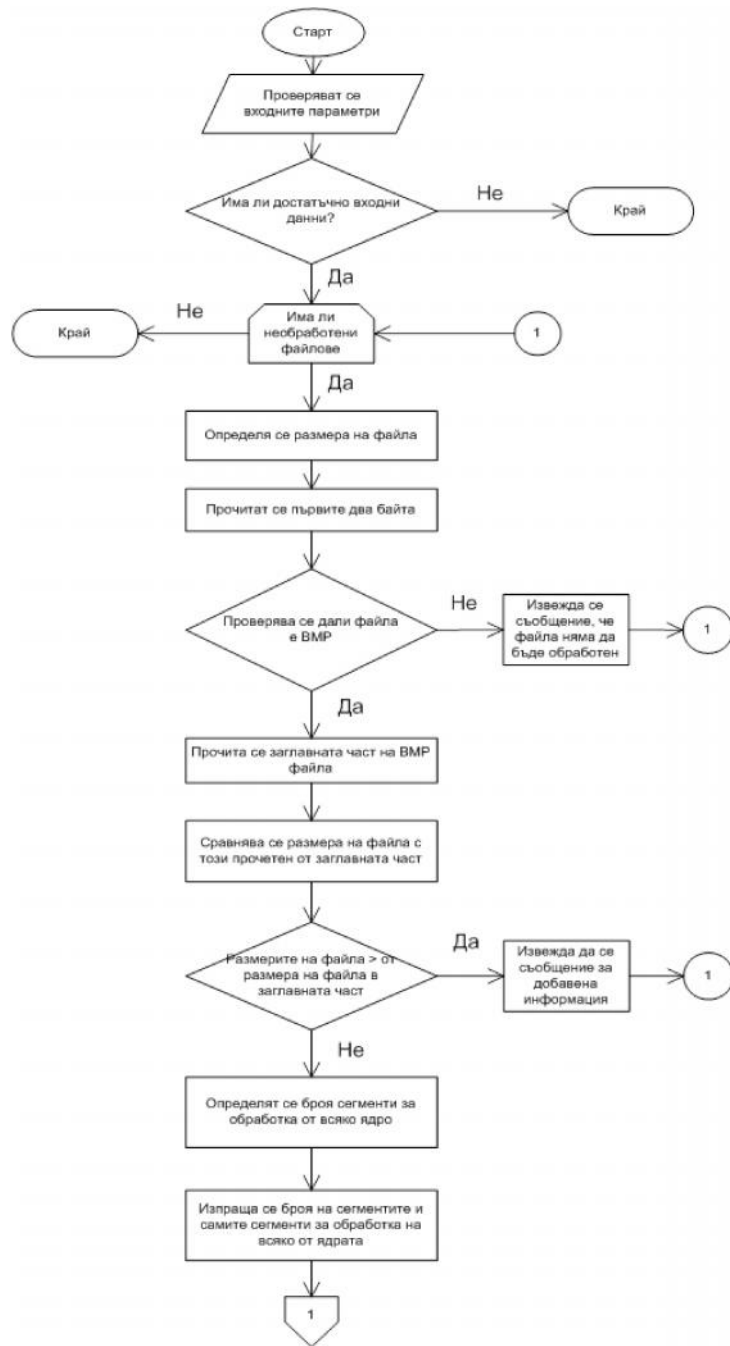 Старт
Проверяват се
входните параметри
Има ли достатъчно входни
данни?
Не
Край
Да
Има ли
необработени
файлове
Не
Край
1
Да
Определя се размера на файла
Прочитат се първите два байта
Проверява се дали файла
е BMP
Не
Извежда се
съобщение, че
файла няма да
бъде обработен
1
Да
Прочита се заглавната част на BMP
файла
Сравнява се размера на файла с
този прочетен от заглавната част
Размерите на файла > от
размера на файла в
заглавната част
Да
Извежда да се
съобщение за
добавена
информация
1
Не
Определят се броя сегменти за
обработка от всяко ядро
Изпраща се броя на сегментите и
самите сегменти за обработка на
всяко от ядрата
1